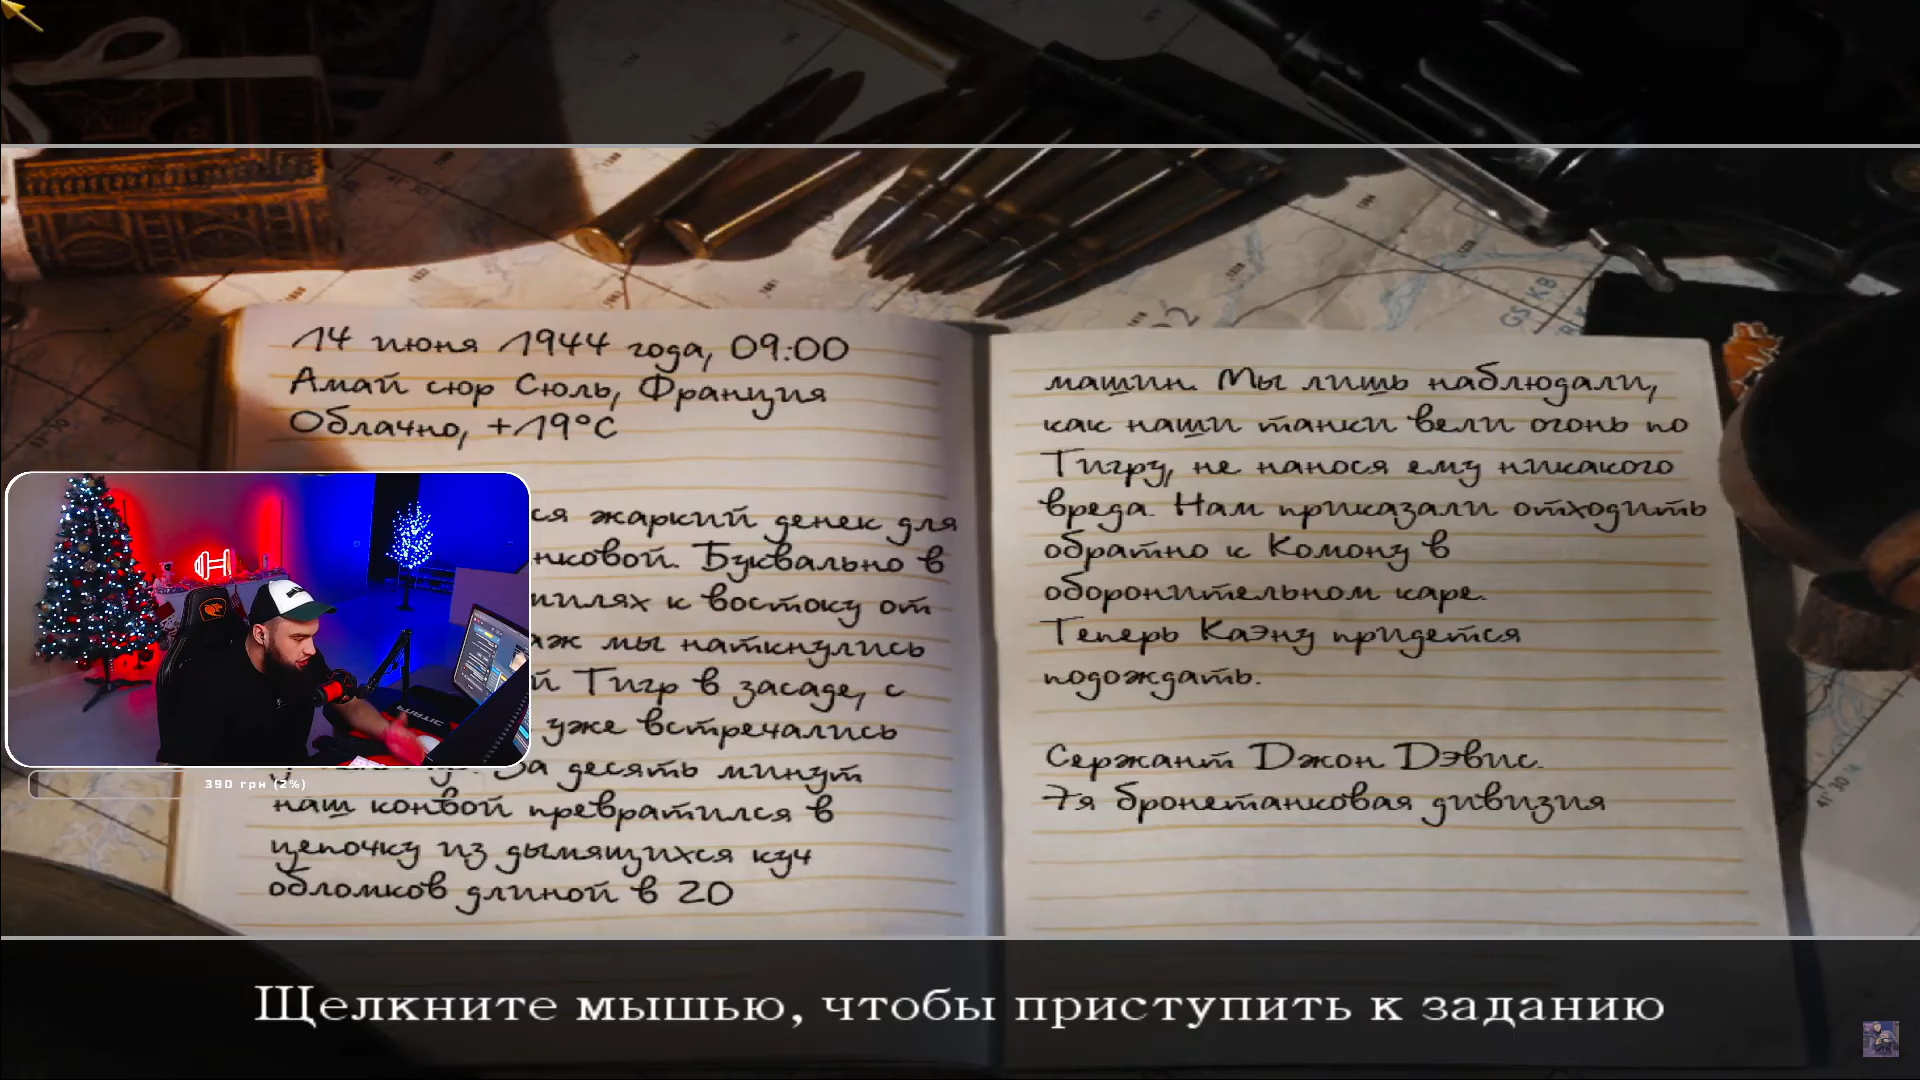 14 июня 1944 года, 09:00
Амай сюр Сюль, Франция
Облачно, +19°C
ся жаркий денек для
нковой. Буквально в
милях к востоку от
аж мы наткнулись
й Тигр в засаде, с
уже встречались
За десять минут
наш конвой превратился в
цепочку из дымящихся куч
обломков длиной в 20
машин. Мы лишь наблюдали,
как наши танки вели огонь по
Тигру, не нанося ему никакого
вреда. Нам приказали отходить
обратно к Комону в
оборонительном каре.
Теперь Каэну придется
подождать.
Сержант Джон Дэвис.
7я бронетанковая дивизия
390 грн (2%)
Щелкните мышью, чтобы приступить к заданию